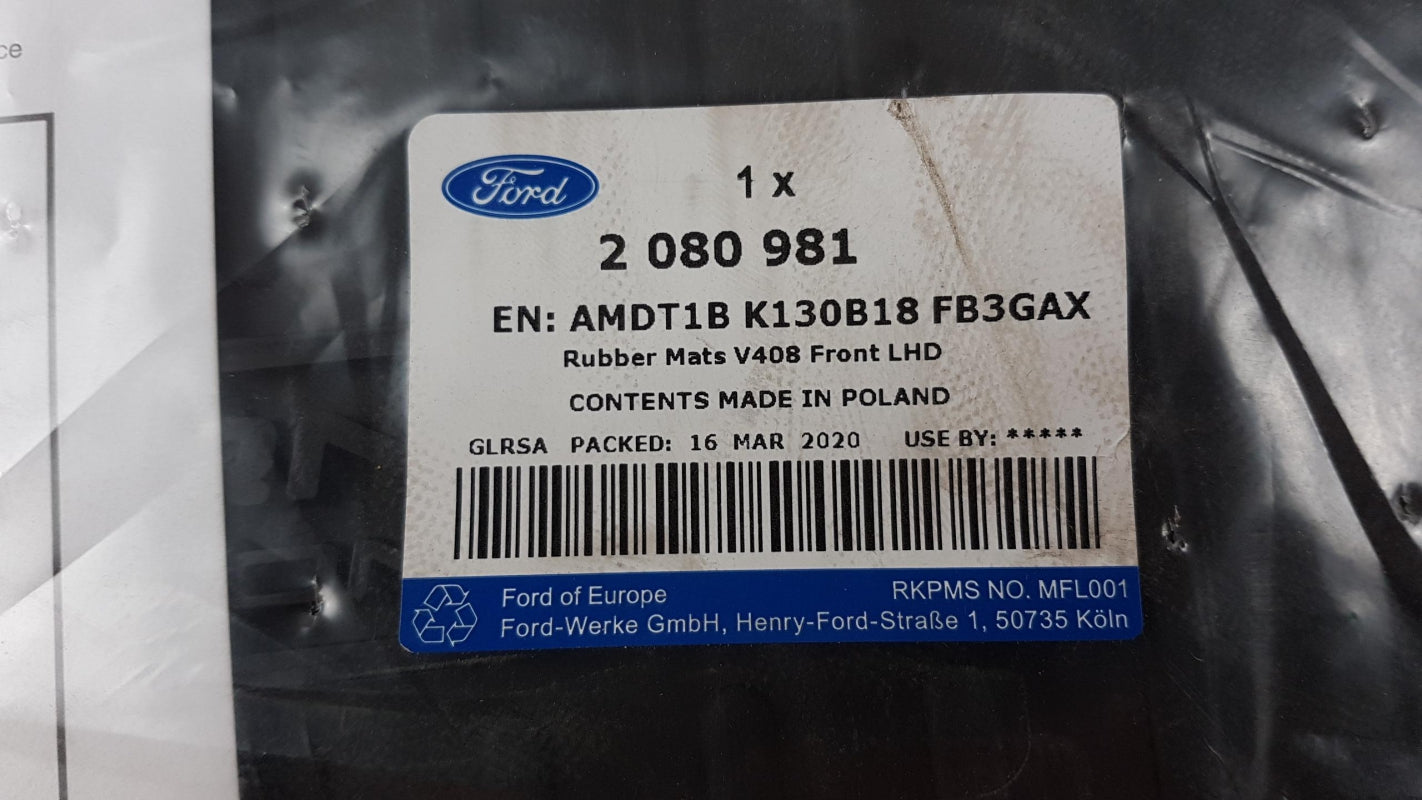 ce
Ford
1 x
2 080 981
EN: AMDT1B K130B18 FB3GAX
Rubber Mats V408 Front LHD
CONTENTS MADE IN POLAND
GLRSA PACKED: 16 MAR 2020 USE BY: *****
Ford of Europe RKPMS NO. MFL001
Ford-Werke GmbH, Henry-Ford-Straße 1, 50735 Köln